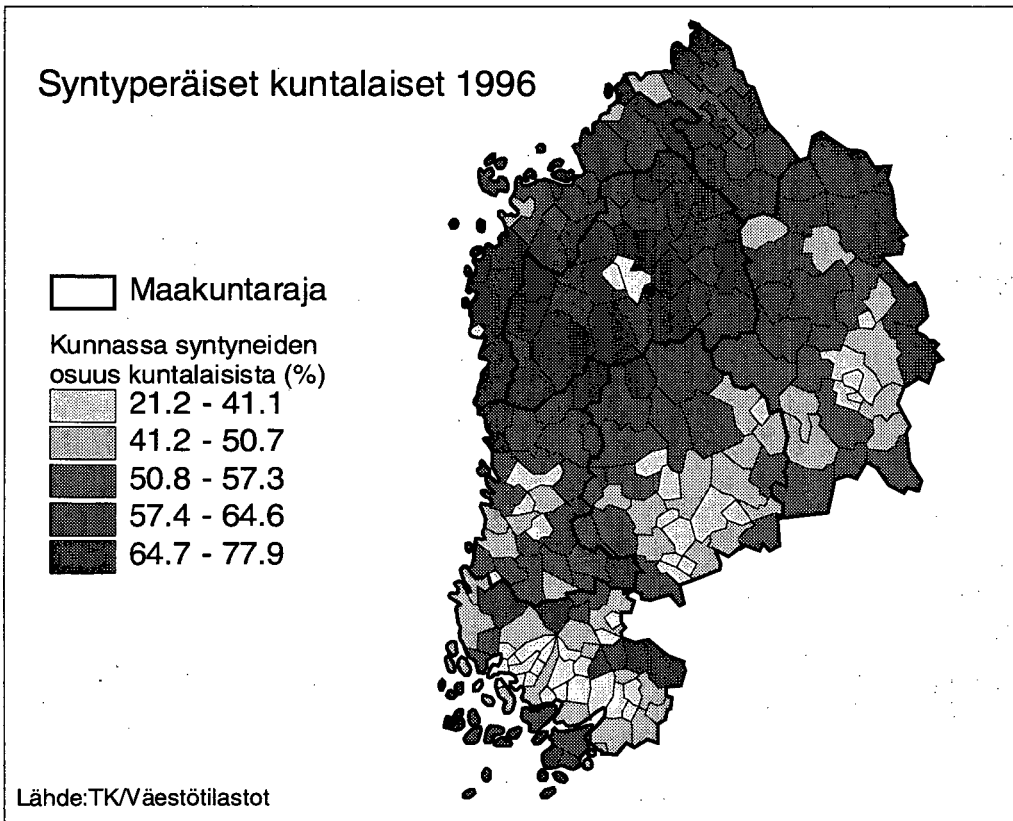 Syntyperäiset kuntalaiset 1996
Maakuntaraja
Kunnassa syntyneiden
osuus kuntalaisista (%)
21.2 - 41.1
41.2 - 50.7
50.8 - 57.3
57.4 - 64.6
64.7 - 77.9
Lähde:TK/Väestötilastot